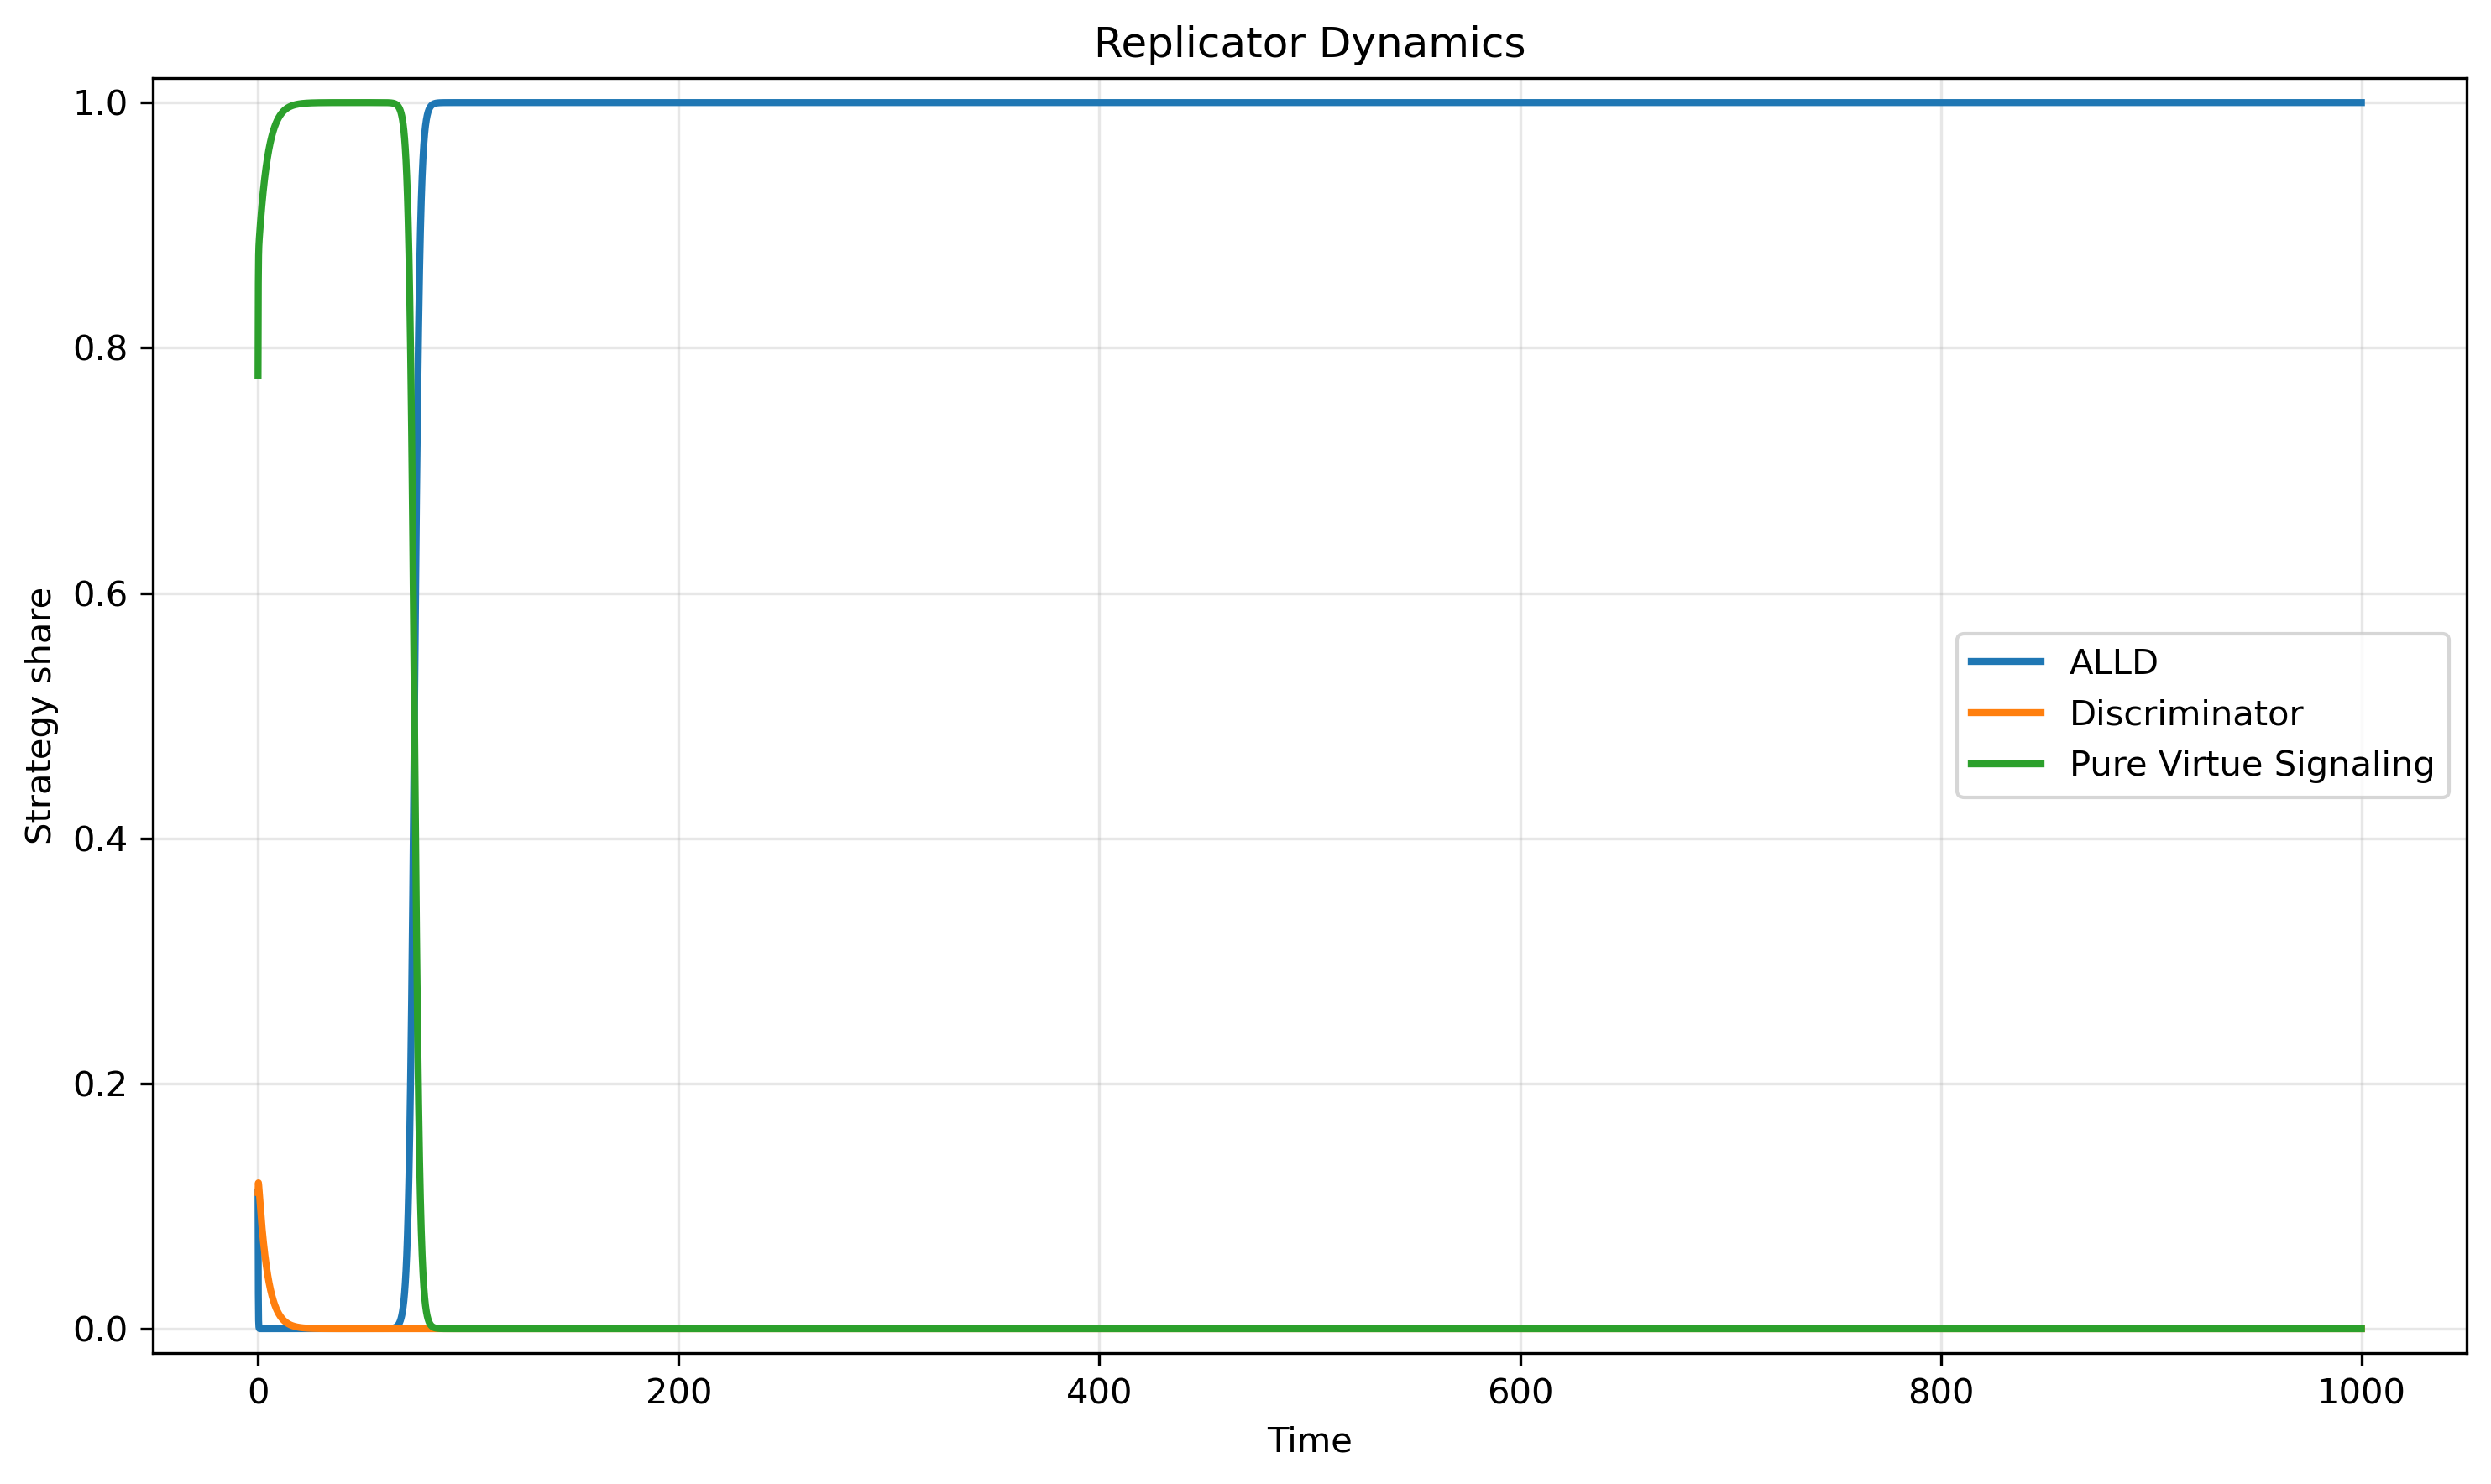 Replicator Dynamics
1.0
0.8
0.6
0.4
0.2
0.0
Strategy share
ALLD
Discriminator
Pure Virtue Signaling
0 200 400 600 800 1000
Time